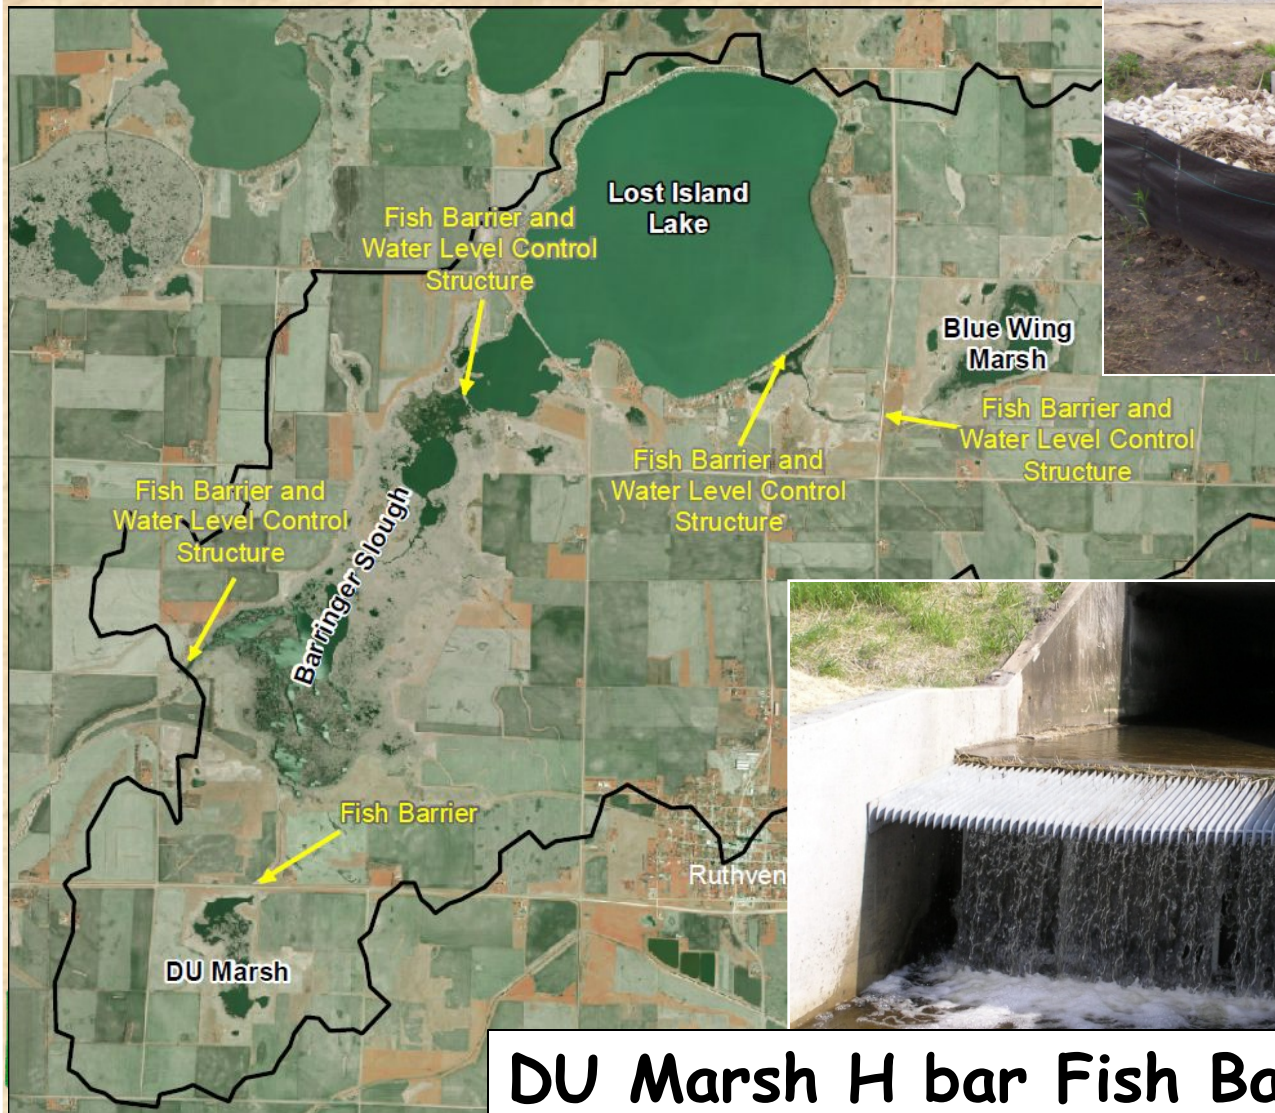 Lost Island
Lake
Fish Barrier and
Water Level Control
Structure
Blue Wing
Marsh
Fish Barrier and
Water Level Control
Structure
Fish Barrier and
Water Level Control
Structure
Fish Barrier and
Water Level Control
Structure
Barringer Slough
Fish Barrier
Ruthven
DU Marsh
DU Marsh H bar Fish